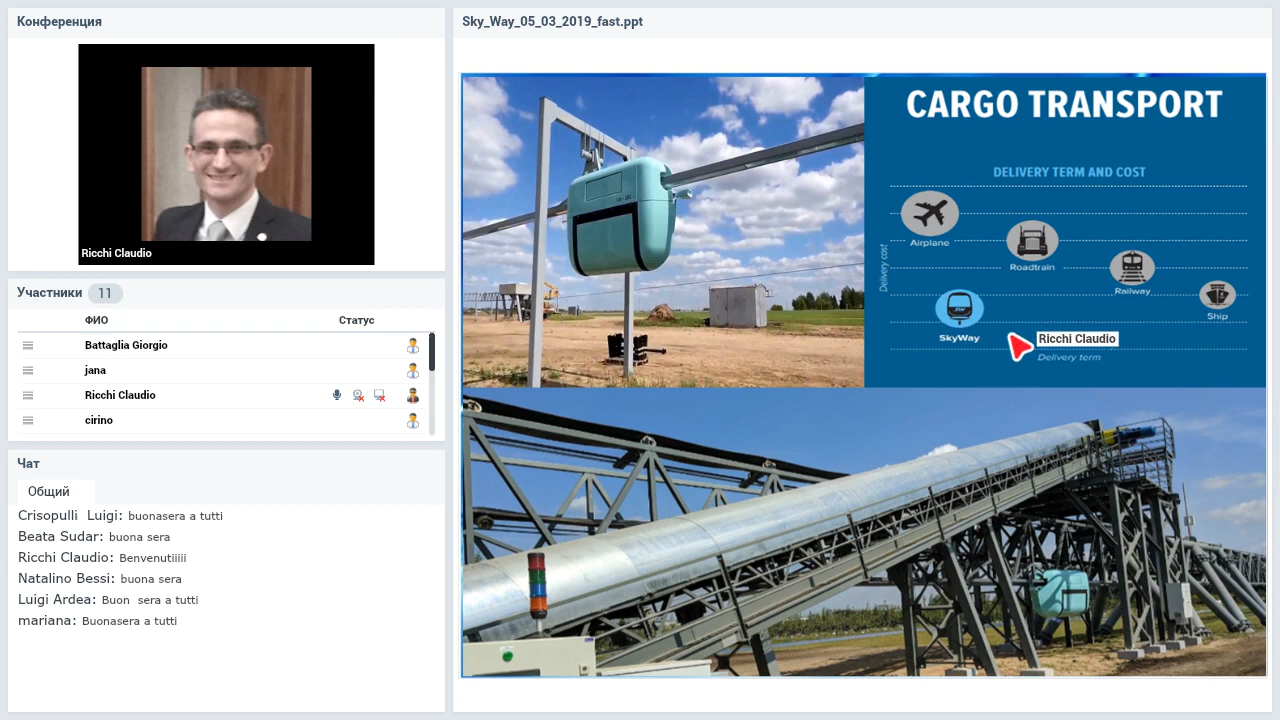 Конференция
Ricchi Claudio
Участники 11
ФИО Статус
Battaglia Giorgio
jana
Ricchi Claudio
cirino
Чат
Общий
Crisopulli Luigi: buonasera a tutti
Beata Sudar: buona sera
Ricchi Claudio: Benvenutiiiii
Natalino Bessi: buona sera
Luigi Ardea: Buon sera a tutti
mariana: Buonasera a tutti
Sky_Way_05_03_2019_fast.ppt
CARGO TRANSPORT
DELIVERY TERM AND COST
Delivery cost
Airplane
Roadtrain
Railway
Ship
SkyWay
Ricchi Claudio
Delivery term